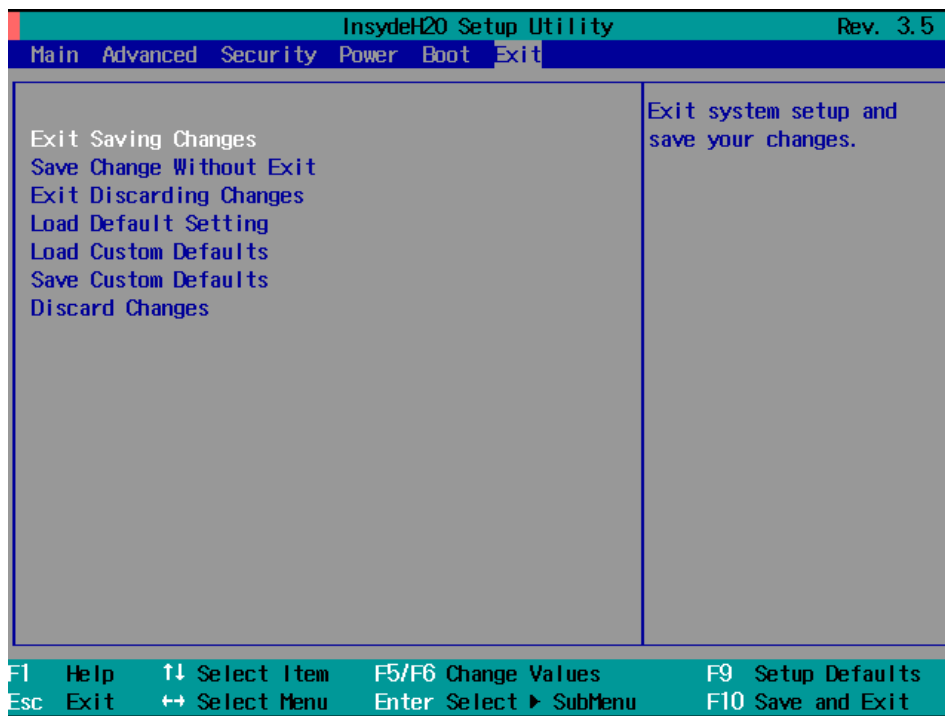 InsydeH20 Setup Utility Rev. 3.5
Main Advanced Security Power Boot Exit
Exit Saving Changes
Save Change Without Exit
Exit Discarding Changes
Load Default Setting
Load Custom Defaults
Save Custom Defaults
Discard Changes
Exit system setup and
save your changes.
F1 Help ↑↓ Select Item F5/F6 Change Values F9 Setup Defaults
Esc Exit ↔ Select Menu Enter Select ▶ SubMenu F10 Save and Exit